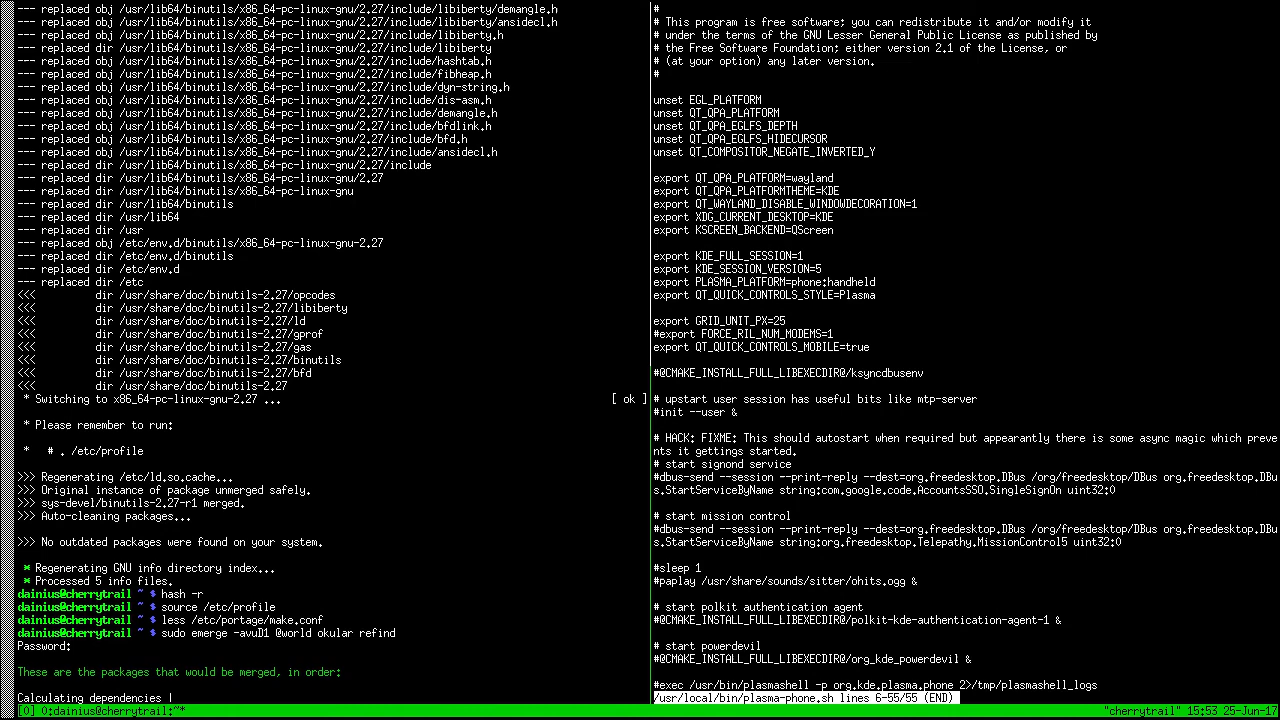 --- replaced obj /usr/lib64/binutils/x86_64-pc-linux-gnu/2.27/include/libiberty/demangle.h
--- replaced obj /usr/lib64/binutils/x86_64-pc-linux-gnu/2.27/include/libiberty/ansidecl.h
--- replaced obj /usr/lib64/binutils/x86_64-pc-linux-gnu/2.27/include/libiberty.h
--- replaced dir /usr/lib64/binutils/x86_64-pc-linux-gnu/2.27/include/libiberty
--- replaced obj /usr/lib64/binutils/x86_64-pc-linux-gnu/2.27/include/hashtab.h
--- replaced obj /usr/lib64/binutils/x86_64-pc-linux-gnu/2.27/include/fibheap.h
--- replaced obj /usr/lib64/binutils/x86_64-pc-linux-gnu/2.27/include/dyn-string.h
--- replaced obj /usr/lib64/binutils/x86_64-pc-linux-gnu/2.27/include/dis-asm.h
--- replaced obj /usr/lib64/binutils/x86_64-pc-linux-gnu/2.27/include/demangle.h
--- replaced obj /usr/lib64/binutils/x86_64-pc-linux-gnu/2.27/include/bfdlink.h
--- replaced obj /usr/lib64/binutils/x86_64-pc-linux-gnu/2.27/include/bfd.h
--- replaced obj /usr/lib64/binutils/x86_64-pc-linux-gnu/2.27/include/ansidecl.h
--- replaced dir /usr/lib64/binutils/x86_64-pc-linux-gnu/2.27/include
--- replaced dir /usr/lib64/binutils/x86_64-pc-linux-gnu/2.27
--- replaced dir /usr/lib64/binutils/x86_64-pc-linux-gnu
--- replaced dir /usr/lib64/binutils
--- replaced dir /usr/lib64
--- replaced dir /usr
--- replaced obj /etc/env.d/binutils/x86_64-pc-linux-gnu-2.27
--- replaced dir /etc/env.d/binutils
--- replaced dir /etc/env.d
--- replaced dir /etc
<<<          dir /usr/share/doc/binutils-2.27/opcodes
<<<          dir /usr/share/doc/binutils-2.27/libiberty
<<<          dir /usr/share/doc/binutils-2.27/ld
<<<          dir /usr/share/doc/binutils-2.27/gprof
<<<          dir /usr/share/doc/binutils-2.27/gas
<<<          dir /usr/share/doc/binutils-2.27/binutils
<<<          dir /usr/share/doc/binutils-2.27/bfd
<<<          dir /usr/share/doc/binutils-2.27
 * Switching to x86_64-pc-linux-gnu-2.27 ... [ ok ]
 * Please remember to run:
 *   # . /etc/profile
>>> Regenerating /etc/ld.so.cache...
>>> Original instance of package unmerged safely.
>>> sys-devel/binutils-2.27-r1 merged.
>>> Auto-cleaning packages...
>>> No outdated packages were found on your system.
 * Regenerating GNU info directory index...
 * Processed 5 info files.
dainius@cherrytrail ~ $ hash -r
dainius@cherrytrail ~ $ source /etc/profile
dainius@cherrytrail ~ $ less /etc/portage/make.conf
dainius@cherrytrail ~ $ sudo emerge -avuD1 @world okular refind
Password:
These are the packages that would be merged, in order:
Calculating dependencies |
#
# This program is free software; you can redistribute it and/or modify it
# under the terms of the GNU Lesser General Public License as published by
# the Free Software Foundation; either version 2.1 of the License, or
# (at your option) any later version.
#
unset EGL_PLATFORM
unset QT_QPA_PLATFORM
unset QT_QPA_EGLFS_DEPTH
unset QT_QPA_EGLFS_HIDECURSOR
unset QT_COMPOSITOR_NEGATE_INVERTED_Y
export QT_QPA_PLATFORM=wayland
export QT_QPA_PLATFORMTHEME=KDE
export QT_WAYLAND_DISABLE_WINDOWDECORATION=1
export XDG_CURRENT_DESKTOP=KDE
export KSCREEN_BACKEND=QScreen
export KDE_FULL_SESSION=1
export KDE_SESSION_VERSION=5
export PLASMA_PLATFORM=phone:handheld
export QT_QUICK_CONTROLS_STYLE=Plasma
export GRID_UNIT_PX=25
#export FORCE_RIL_NUM_MODEMS=1
export QT_QUICK_CONTROLS_MOBILE=true
#@CMAKE_INSTALL_FULL_LIBEXECDIR@/ksyncdbusenv
# upstart user session has useful bits like mtp-server
#init --user &
# HACK: FIXME: This should autostart when required but appearantly there is some async magic which preve
nts it gettings started.
# start signond service
#dbus-send --session --print-reply --dest=org.freedesktop.DBus /org/freedesktop/DBus org.freedesktop.DBu
s.StartServiceByName string:com.google.code.AccountsSSO.SingleSignOn uint32:0
# start mission control
#dbus-send --session --print-reply --dest=org.freedesktop.DBus /org/freedesktop/DBus org.freedesktop.DBu
s.StartServiceByName string:org.freedesktop.Telepathy.MissionControl5 uint32:0
#sleep 1
#paplay /usr/share/sounds/sitter/ohits.ogg &
# start polkit authentication agent
#@CMAKE_INSTALL_FULL_LIBEXECDIR@/polkit-kde-authentication-agent-1 &
# start powerdevil
#@CMAKE_INSTALL_FULL_LIBEXECDIR@/org_kde_powerdevil &
#exec /usr/bin/plasmashell -p org.kde.plasma.phone 2>/tmp/plasmashell_logs
/usr/local/bin/plasma-phone.sh lines 6-55/55 (END)
[0] 0:dainius@cherrytrail:~* "cherrytrail" 15:53 25-Jun-17